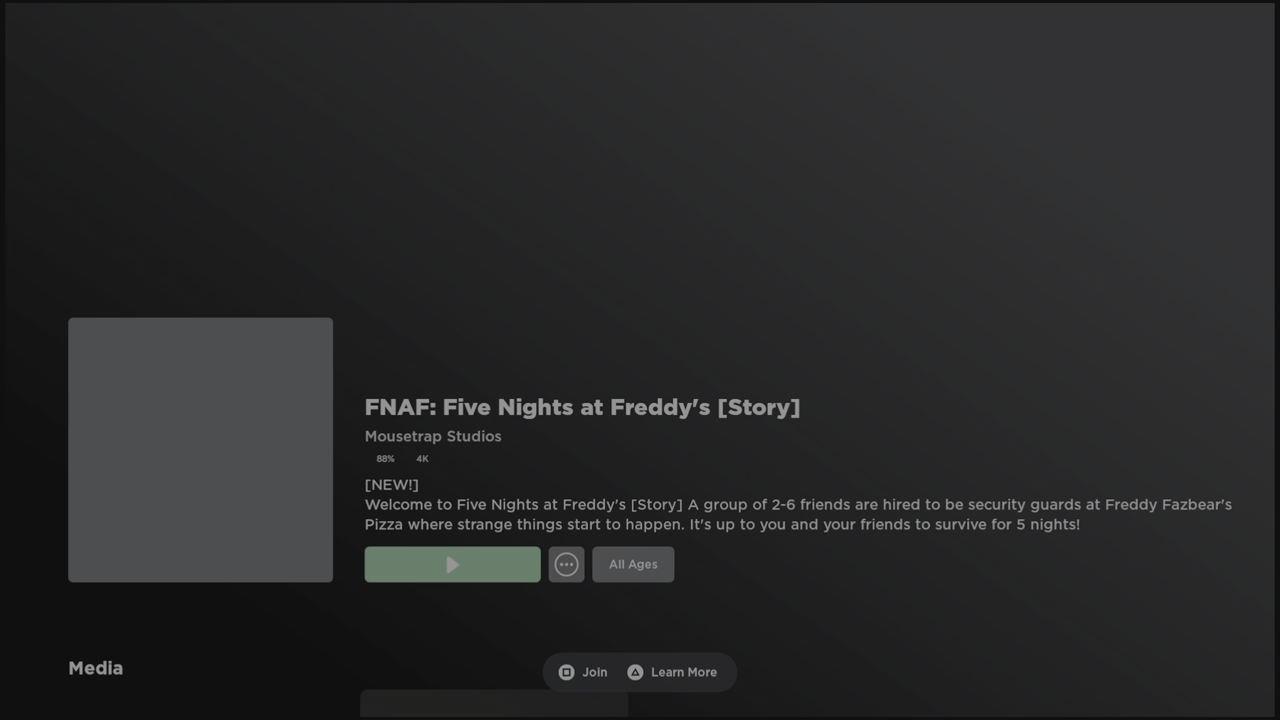 FNAF: Five Nights at Freddy's [Story]
Mousetrap Studios
88% 4K
[NEW!]
Welcome to Five Nights at Freddy's [Story] A group of 2-6 friends are hired to be security guards at Freddy Fazbear's
Pizza where strange things start to happen. It's up to you and your friends to survive for 5 nights!
All Ages
Media
Join Learn More